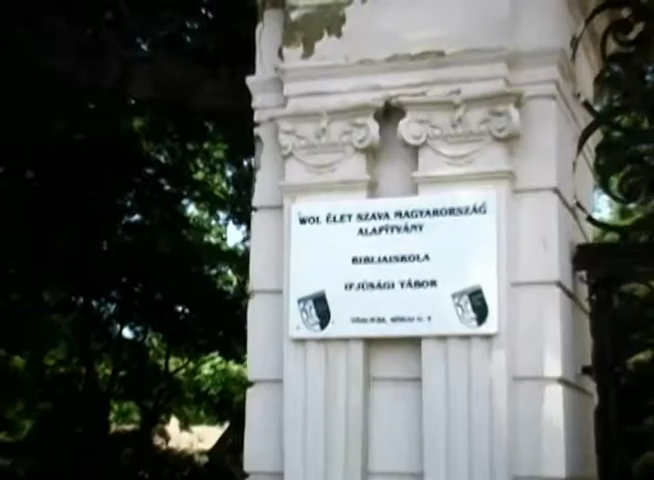 WOL ÉLET SZAVA MAGYARORSZÁG
ALAPÍTVÁNY
BIBLIAISKOLA
IFJÚSÁGI TÁBOR